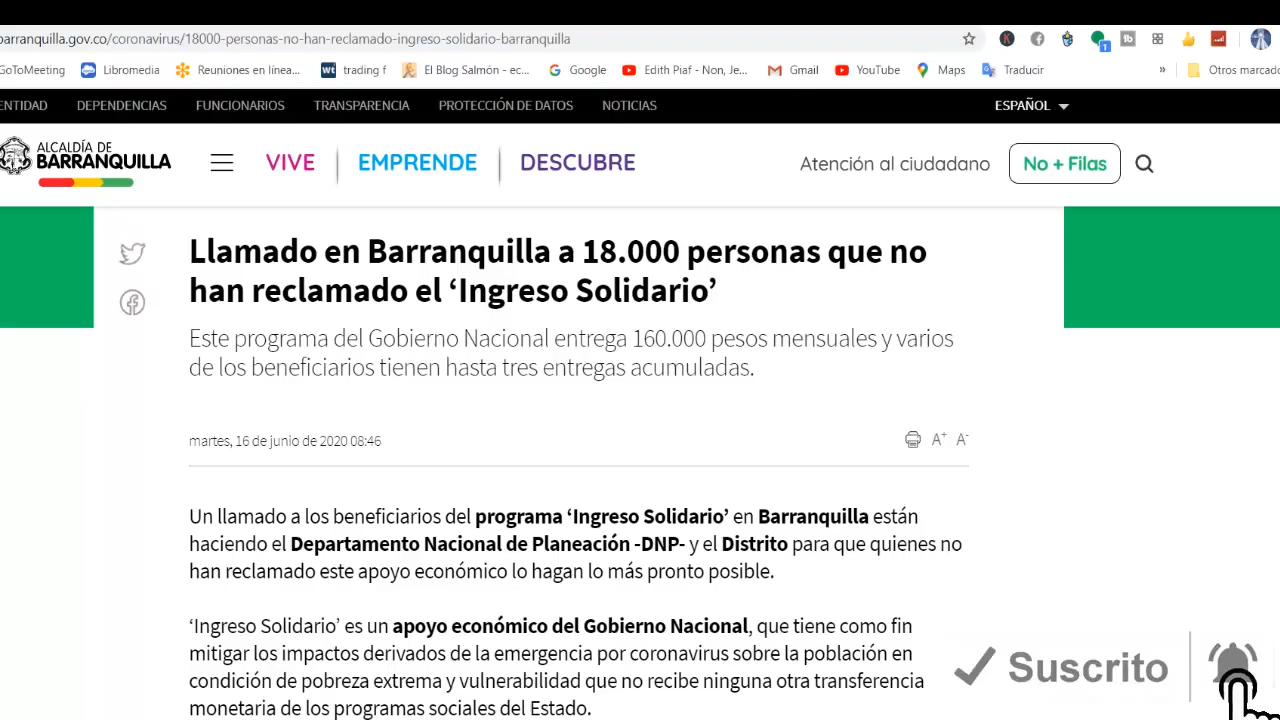 barranquilla.gov.co/coronavirus/18000-personas-no-han-reclamado-ingreso-solidario-barranquilla
GoToMeeting Libromedia Reuniones en línea... wt trading f El Blog Salmón - ec... Google Edith Piaf - Non, Je... Gmail YouTube Maps Traducir » Otros marcado
ENTIDAD DEPENDENCIAS FUNCIONARIOS TRANSPARENCIA PROTECCIÓN DE DATOS NOTICIAS ESPAÑOL
ALCALDÍA DE
BARRANQUILLA
VIVE EMPRENDE DESCUBRE Atención al ciudadano No + Filas
Llamado en Barranquilla a 18.000 personas que no
han reclamado el ‘Ingreso Solidario’
Este programa del Gobierno Nacional entrega 160.000 pesos mensuales y varios
de los beneficiarios tienen hasta tres entregas acumuladas.
martes, 16 de junio de 2020 08:46 A+ A-
Un llamado a los beneficiarios del programa ‘Ingreso Solidario’ en Barranquilla están
haciendo el Departamento Nacional de Planeación -DNP- y el Distrito para que quienes no
han reclamado este apoyo económico lo hagan lo más pronto posible.
‘Ingreso Solidario’ es un apoyo económico del Gobierno Nacional, que tiene como fin
mitigar los impactos derivados de la emergencia por coronavirus sobre la población en
condición de pobreza extrema y vulnerabilidad que no recibe ninguna otra transferencia
monetaria de los programas sociales del Estado.
Suscrito